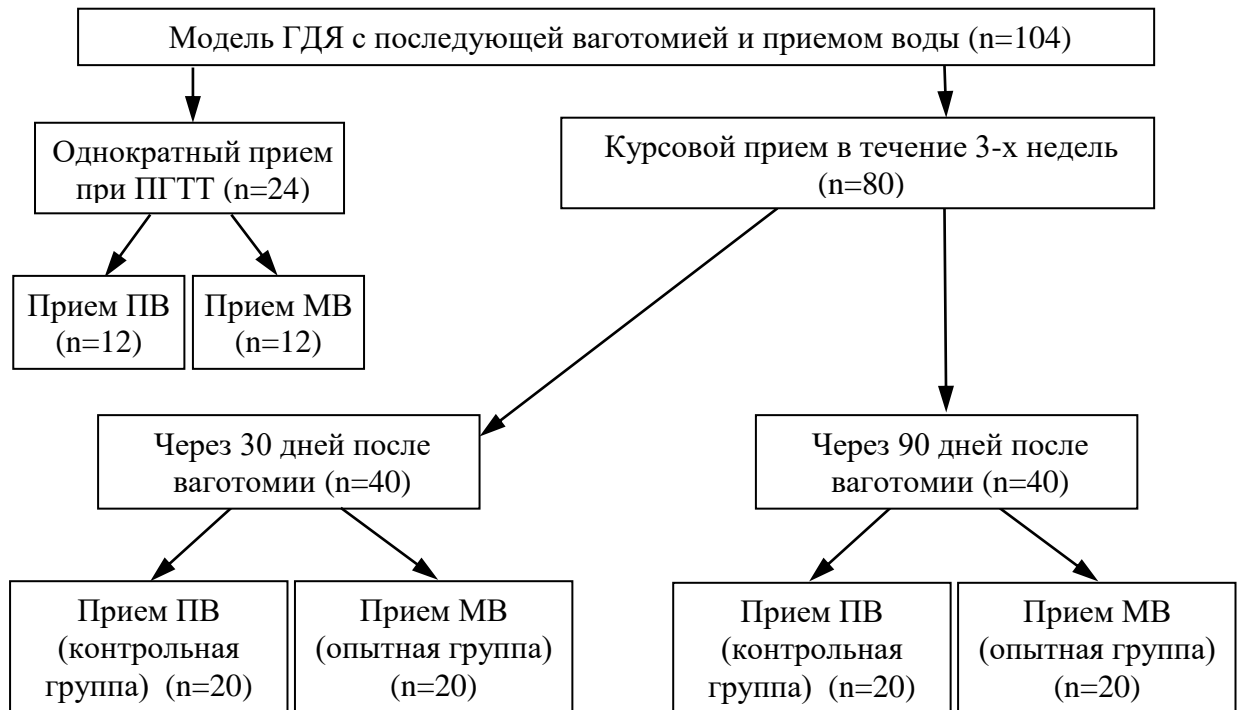 Модель ГДЯ с последующей ваготомией и приемом воды (n=104)
Однократный прием
при ПГТТ (n=24)
Курсовой прием в течение 3-х недель
(n=80)
Прием ПВ
(n=12)
Прием МВ
(n=12)
Через 30 дней после
ваготомии (n=40)
Через 90 дней после
ваготомии (n=40)
Прием ПВ
(контрольная
группа) (n=20)
Прием МВ
(опытная группа)
(n=20)
Прием ПВ
(контрольная
группа) (n=20)
Прием МВ
(опытная группа)
(n=20)